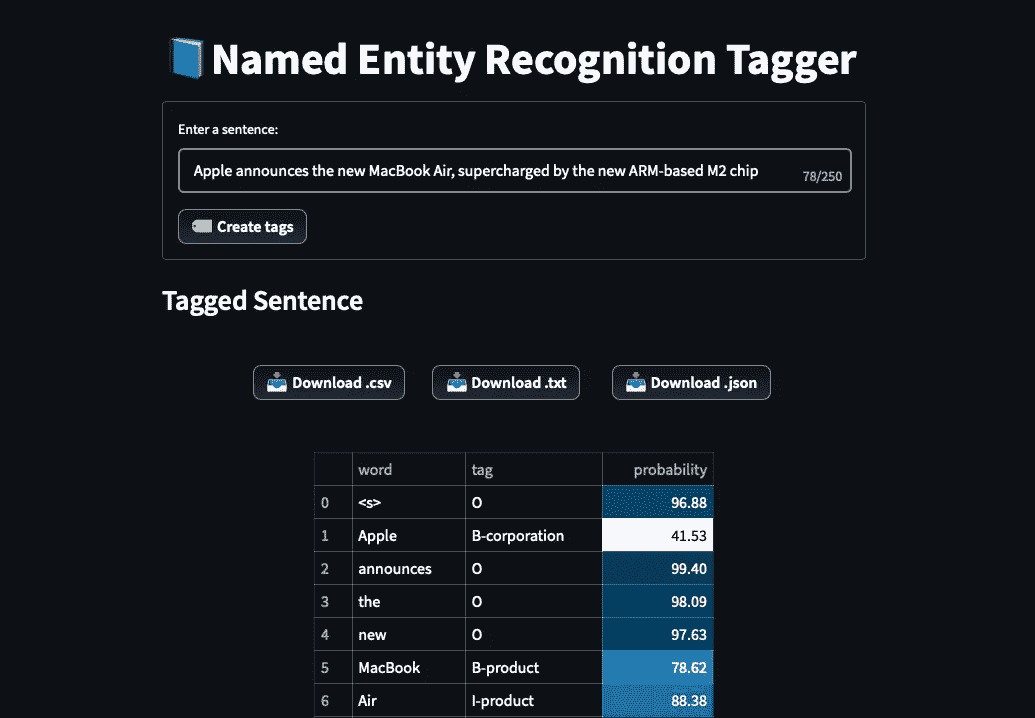 Named Entity Recognition Tagger
Enter a sentence:
Apple announces the new MacBook Air, supercharged by the new ARM-based M2 chip
78/250
Create tags
Tagged Sentence
Download .csv Download .txt Download .json
word tag probability
0 <s> O 96.88
1 Apple B-corporation 41.53
2 announces O 99.40
3 the O 98.09
4 new O 97.63
5 MacBook B-product 78.62
6 Air I-product 88.38